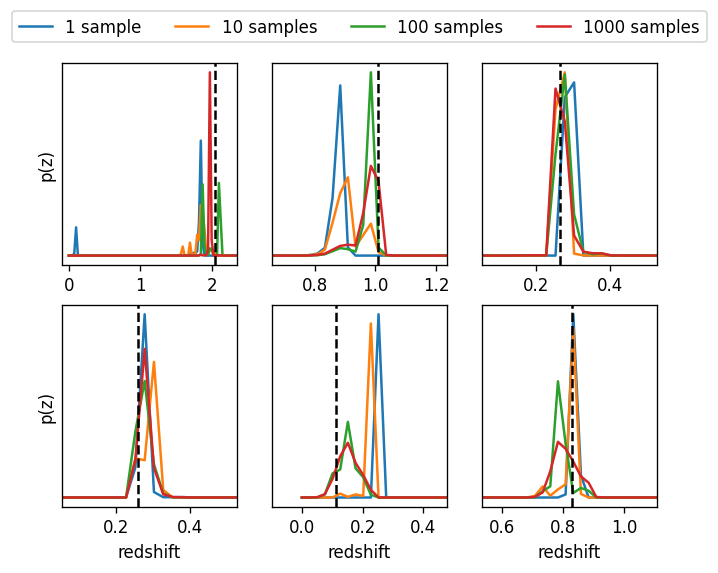 1 sample 10 samples 100 samples 1000 samples
p(z)
0 1 2 0.8 1.0 1.2 0.2 0.4
p(z)
0.2 0.4 0.0 0.2 0.4 0.6 0.8 1.0
redshift redshift redshift